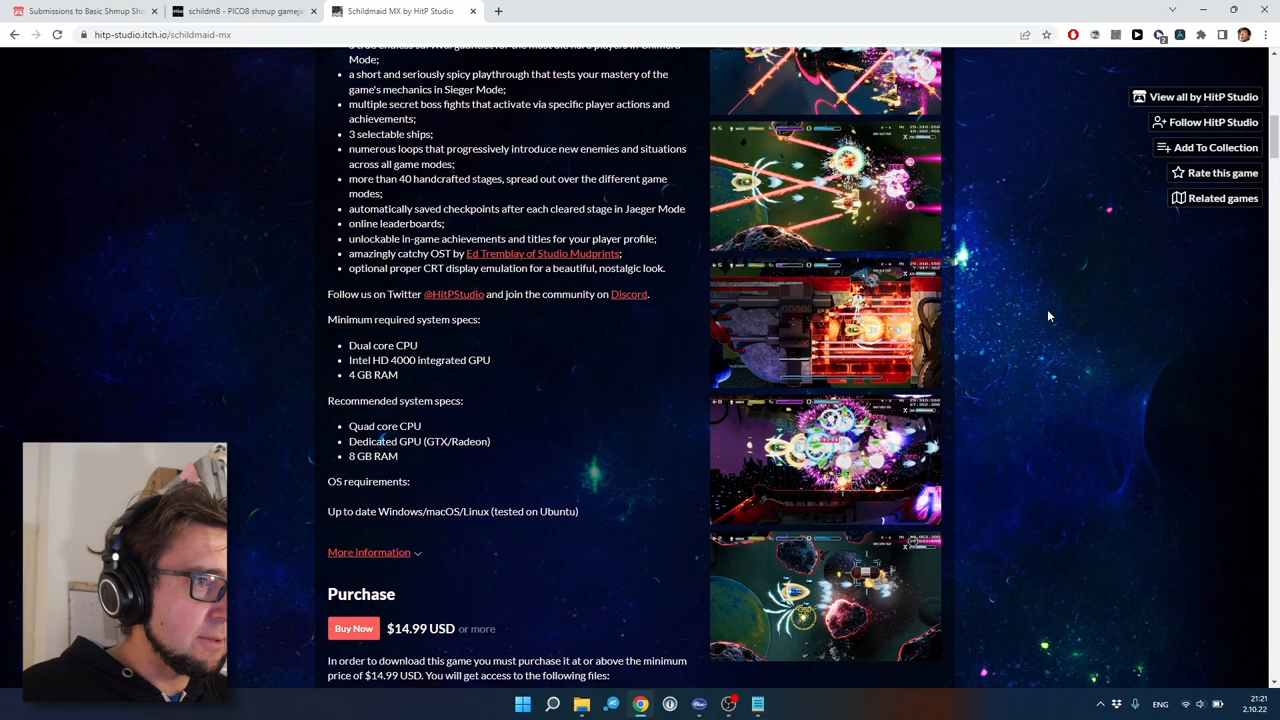 Submissions to Basic Shmup Sho
schildm8 - PICO8 shmup gameja
Schildmaid MX by HitP Studio
hitp-studio.itch.io/schildmaid-mx
Mode;
a short and seriously spicy playthrough that tests your mastery of the
game's mechanics in Sieger Mode;
multiple secret boss fights that activate via specific player actions and
achievements;
3 selectable ships;
numerous loops that progressively introduce new enemies and situations
across all game modes;
more than 40 handcrafted stages, spread out over the different game
modes;
automatically saved checkpoints after each cleared stage in Jaeger Mode
online leaderboards;
unlockable in-game achievements and titles for your player profile;
amazingly catchy OST by Ed Tremblay of Studio Mudprints;
optional proper CRT display emulation for a beautiful, nostalgic look.
Follow us on Twitter @HitPStudio and join the community on Discord.
Minimum required system specs:
Dual core CPU
Intel HD 4000 integrated GPU
4 GB RAM
Recommended system specs:
Quad core CPU
Dedicated GPU (GTX/Radeon)
8 GB RAM
OS requirements:
Up to date Windows/macOS/Linux (tested on Ubuntu)
More information
Purchase
Buy Now $14.99 USD or more
In order to download this game you must purchase it at or above the minimum
price of $14.99 USD. You will get access to the following files:
View all by HitP Studio
Follow HitP Studio
Add To Collection
Rate this game
Related games
ENG
21:21
2.10.22